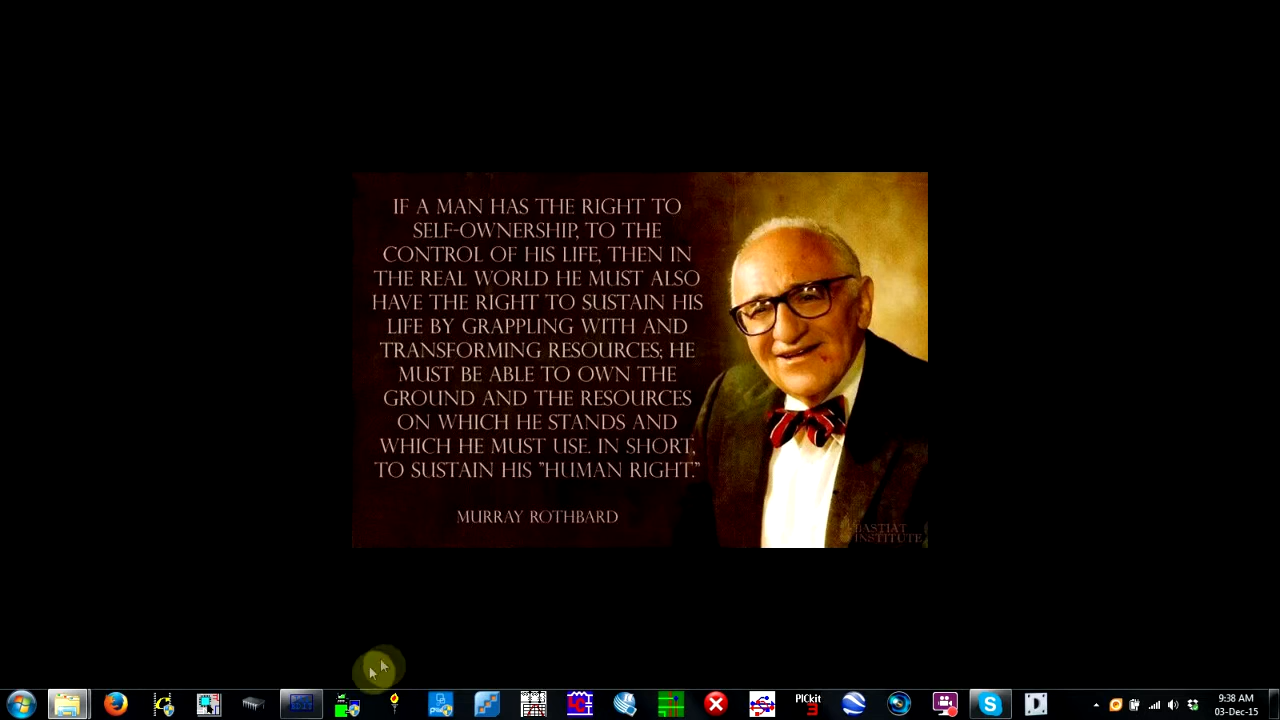 IF A MAN HAS THE RIGHT TO
SELF-OWNERSHIP, TO THE
CONTROL OF HIS LIFE, THEN IN
THE REAL WORLD HE MUST ALSO
HAVE THE RIGHT TO SUSTAIN HIS
LIFE BY GRAPPLING WITH AND
TRANSFORMING RESOURCES; HE
MUST BE ABLE TO OWN THE
GROUND AND THE RESOURCES
ON WHICH HE STANDS AND
WHICH HE MUST USE. IN SHORT,
TO SUSTAIN HIS "HUMAN RIGHT."
MURRAY ROTHBARD
BASTIAT
INSTITUTE
PICkit
3
9:38 AM
03-Dec-15